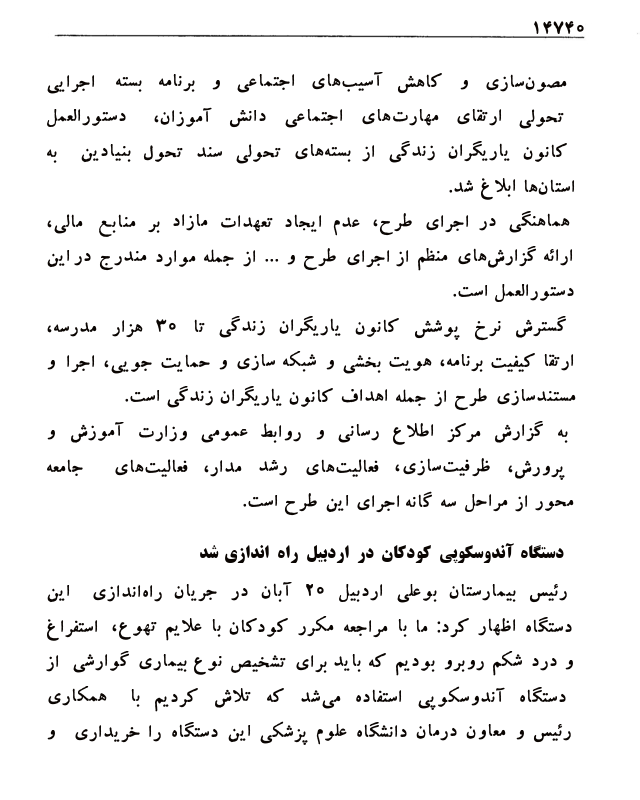 ۱۴۷۴۰
مصون‌سازی و کاهش آسیب‌های اجتماعی و برنامه بسته اجرایی
تحولی ارتقای مهارت‌های اجتماعی دانش آموزان، دستورالعمل
کانون یاریگران زندگی از بسته‌های تحولی سند تحول بنیادین به
استان‌ها ابلاغ شد.
هماهنگی در اجرای طرح، عدم ایجاد تعهدات مازاد بر منابع مالی،
ارائه گزارش‌های منظم از اجرای طرح و ... از جمله موارد مندرج در این
دستورالعمل است.
گسترش نرخ پوشش کانون یاریگران زندگی تا ۳۰ هزار مدرسه،
ارتقا کیفیت برنامه، هویت بخشی و شبکه سازی و حمایت جویی، اجرا و
مستندسازی طرح از جمله اهداف کانون یاریگران زندگی است.
به گزارش مرکز اطلاع رسانی و روابط عمومی وزارت آموزش و
پرورش، ظرفیت‌سازی، فعالیت‌های رشد مدار، فعالیت‌های جامعه
محور از مراحل سه گانه اجرای این طرح است.
دستگاه آندوسکوپی کودکان در اردبیل راه اندازی شد
رئیس بیمارستان بوعلی اردبیل ۲۰ آبان در جریان راه‌اندازی این
دستگاه اظهار کرد: ما با مراجعه مکرر کودکان با علایم تهوع، استفراغ
و درد شکم روبرو بودیم که باید برای تشخیص نوع بیماری گوارشی از
دستگاه آندوسکوپی استفاده می‌شد که تلاش کردیم با همکاری
رئیس و معاون درمان دانشگاه علوم پزشکی این دستگاه را خریداری و